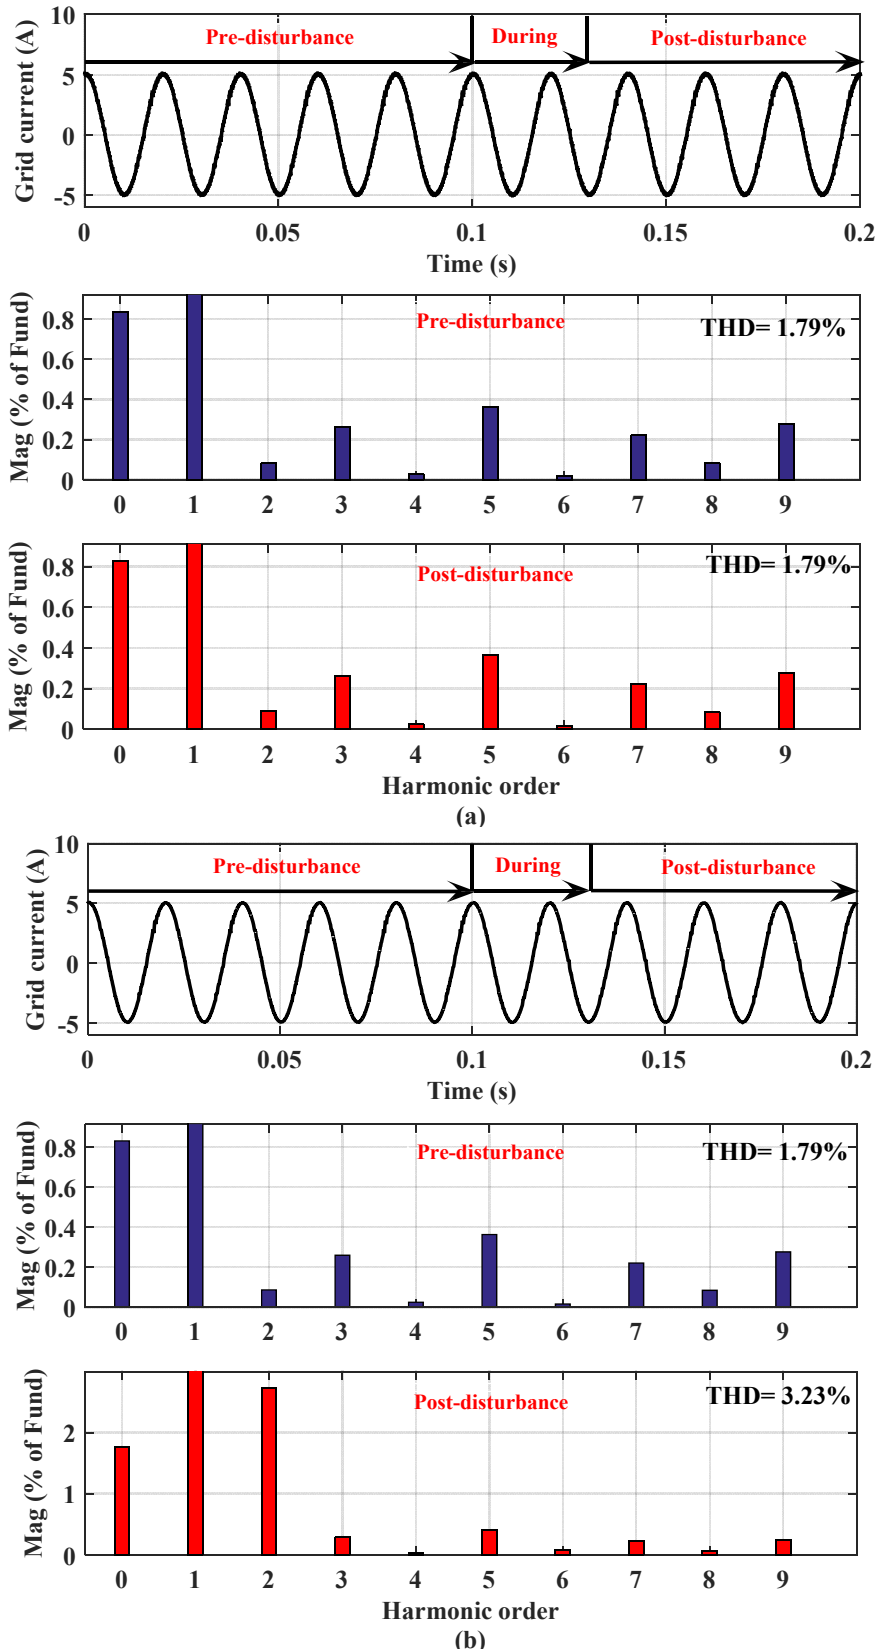 10
5
0
-5
Grid current (A)
Pre-disturbance During Post-disturbance
0 0.05 0.1 0.15 0.2
Time (s)
0.8
0.6
0.4
0.2
0
Mag (% of Fund)
Pre-disturbance
THD= 1.79%
0 1 2 3 4 5 6 7 8 9
0.8
0.6
0.4
0.2
0
Mag (% of Fund)
Post-disturbance
THD= 1.79%
0 1 2 3 4 5 6 7 8 9
Harmonic order
(a)
10
5
0
-5
Grid current (A)
Pre-disturbance During Post-disturbance
0 0.05 0.1 0.15 0.2
Time (s)
0.8
0.6
0.4
0.2
0
Mag (% of Fund)
Pre-disturbance
THD= 1.79%
0 1 2 3 4 5 6 7 8 9
2
1
0
Mag (% of Fund)
Post-disturbance
THD= 3.23%
0 1 2 3 4 5 6 7 8 9
Harmonic order
(b)